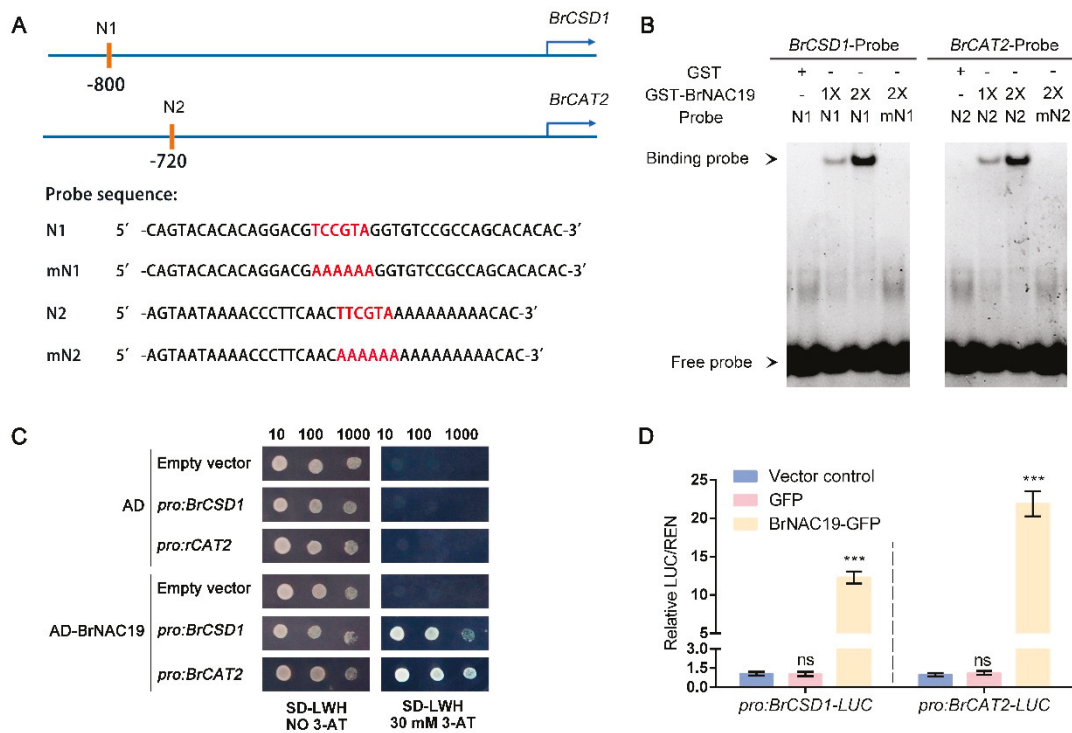 A
N1
BrCSD1
-800
N2
BrCAT2
-720
Probe sequence:
N1 5´ -CAGTACACACAGGACGTCCGTAGGTGTCCGCCAGCACACAC-3´
mN1 5´ -CAGTACACACAGGACGAAAAAAGGTGTCCGCCAGCACACAC-3´
N2 5´ -AGTAATAAAACCCTTCAACTTCGTAAAAAAAAAACAC-3´
mN2 5´ -AGTAATAAAACCCTTCAACAAAAAAAAAAAAAAACAC-3´
B
BrCSD1-Probe BrCAT2-Probe
GST + - - - + - - -
GST-BrNAC19 - 1X 2X 2X - 1X 2X 2X
Probe N1 N1 N1 mN1 N2 N2 N2 mN2
Binding probe
Free probe
C
10 100 1000 10 100 1000
AD
Empty vector
pro:BrCSD1
pro:rCAT2
AD-BrNAC19
Empty vector
pro:BrCSD1
pro:BrCAT2
SD-LWH
NO 3-AT
SD-LWH
30 mM 3-AT
D
Relative LUC/REN
25
20
15
10
5
3.0
1.5
0.0
Vector control
GFP
BrNAC19-GFP
ns
***
ns
***
pro:BrCSD1-LUC pro:BrCAT2-LUC